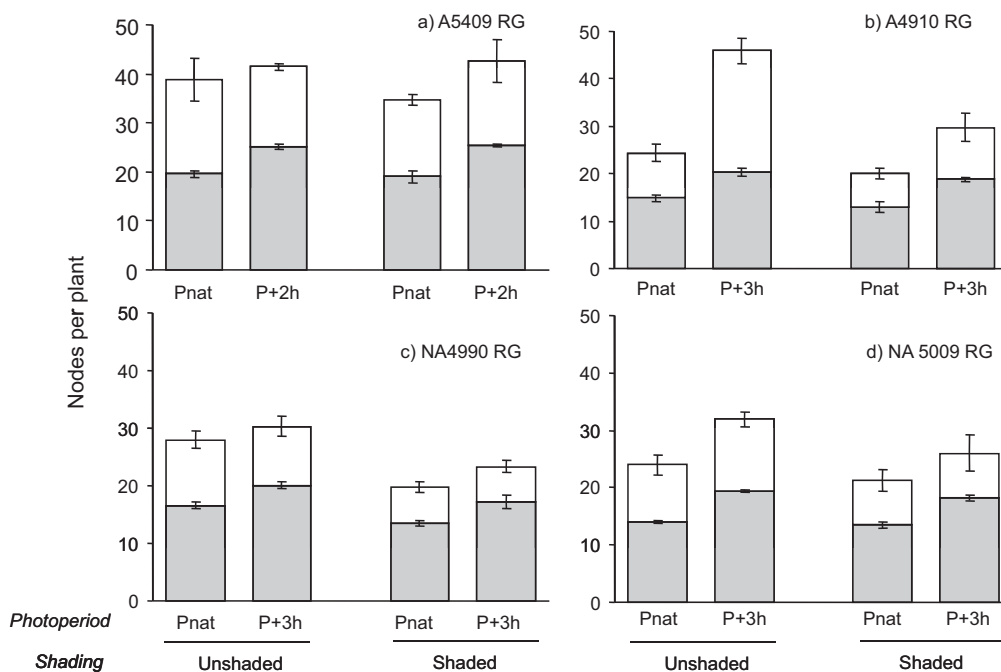 Nodes per plant
a) A5409 RG
50
40
30
20
10
0
Pnat P+2h Pnat P+2h
b) A4910 RG
50
40
30
20
10
0
Pnat P+3h Pnat P+3h
c) NA4990 RG
50
40
30
20
10
0
d) NA 5009 RG
50
40
30
20
10
0
Photoperiod Pnat P+3h Pnat P+3h Pnat P+3h Pnat P+3h
Shading Unshaded Shaded Unshaded Shaded